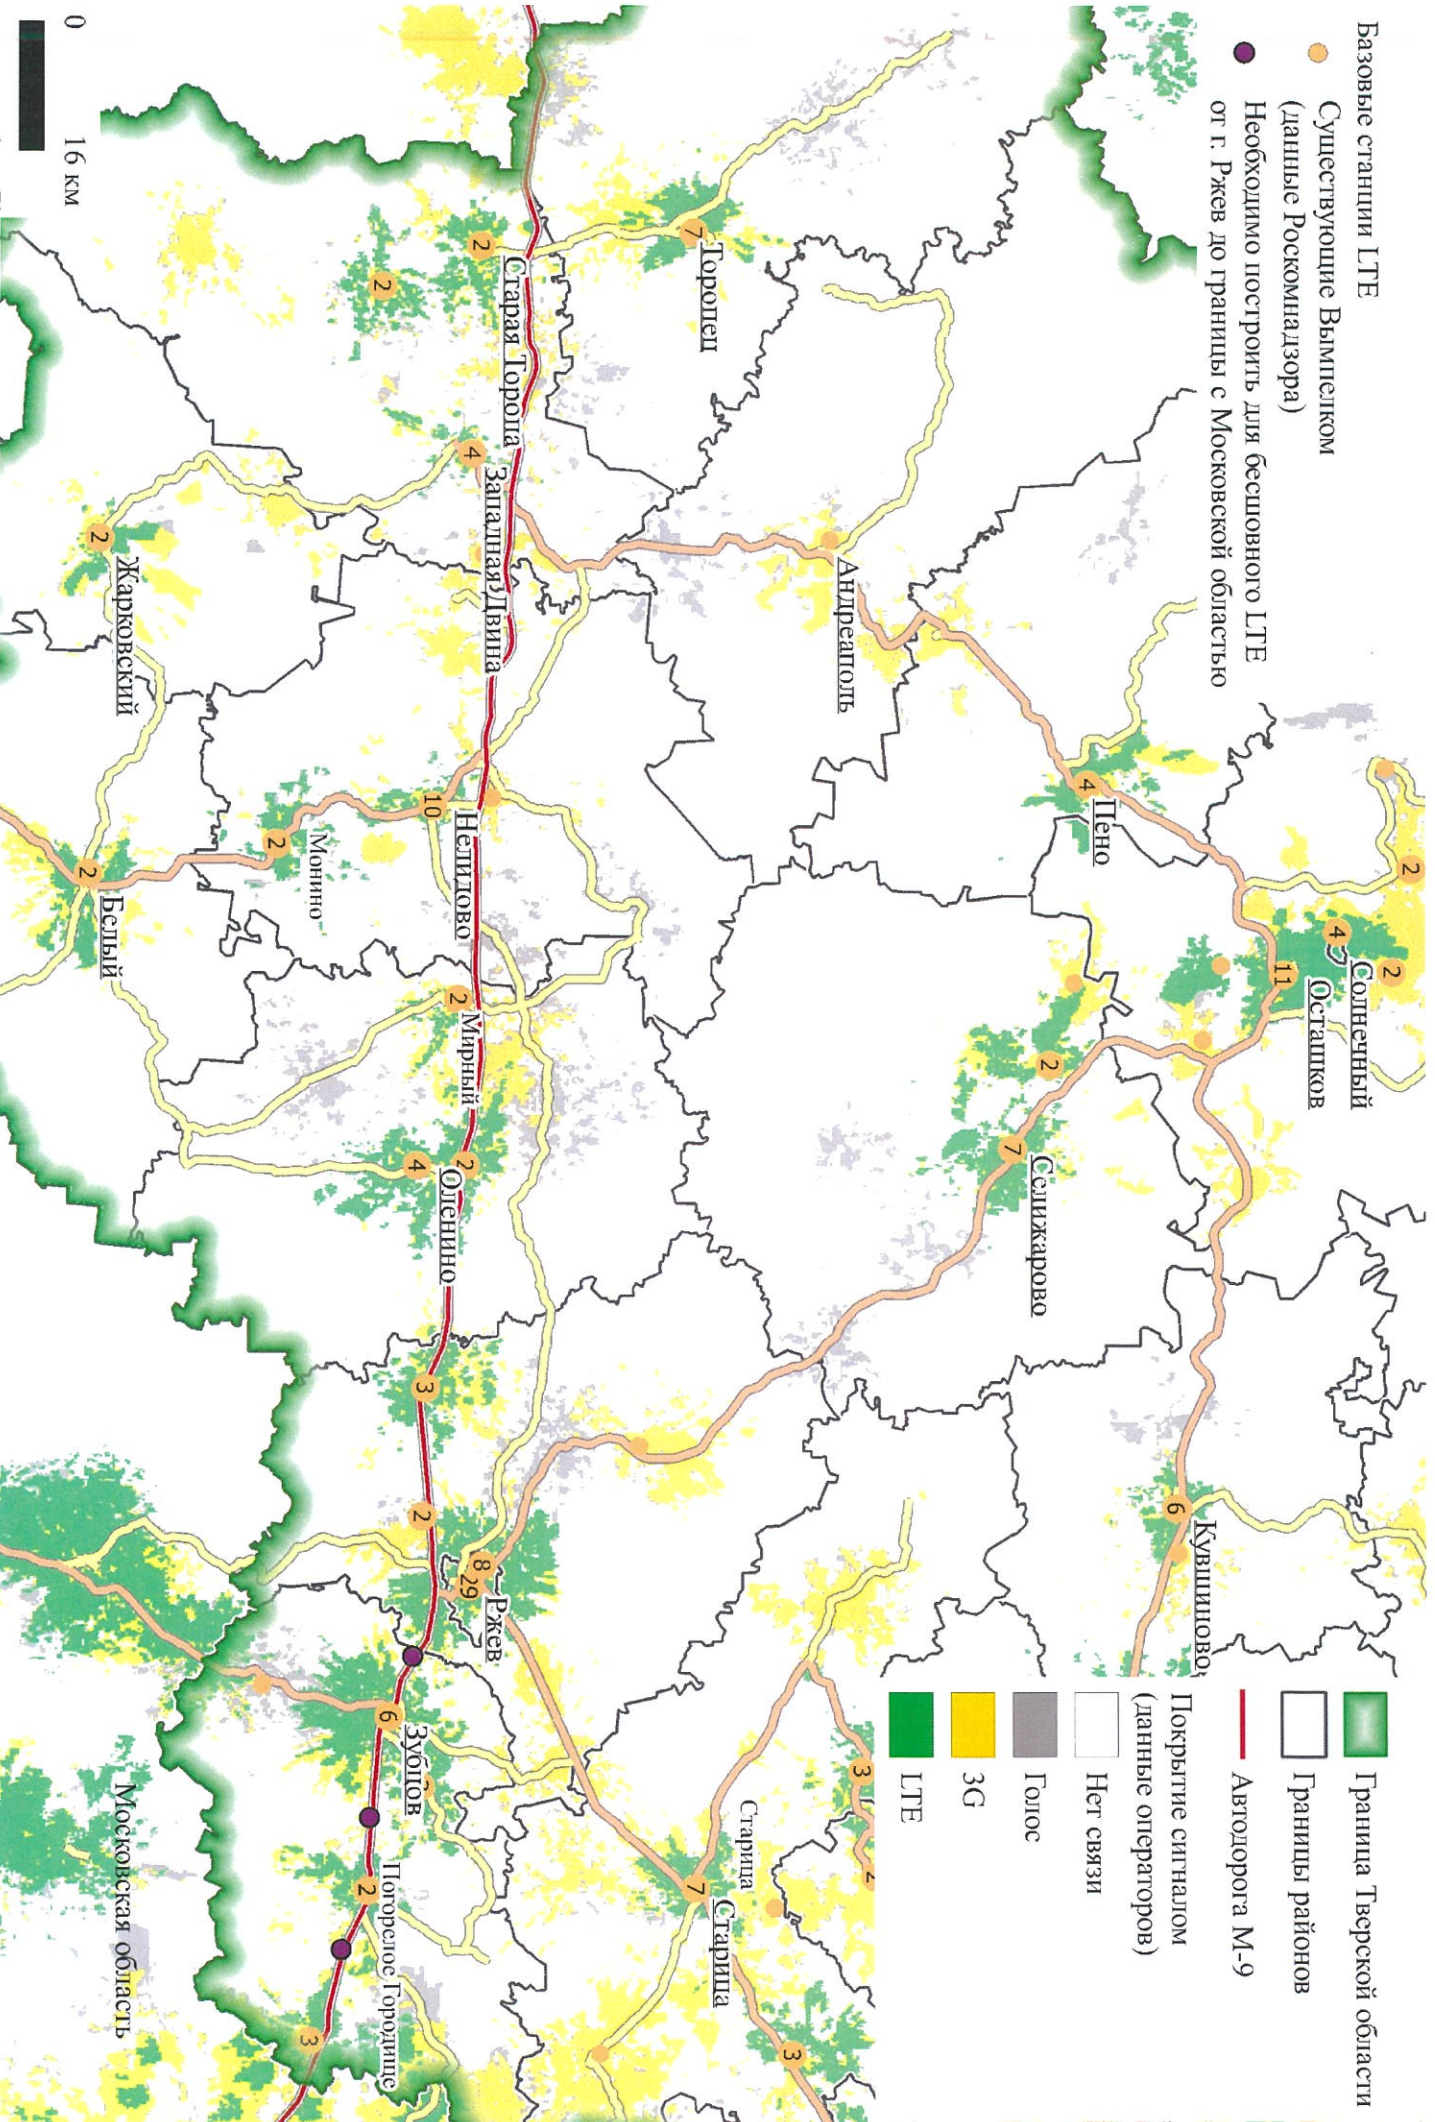 Базовые станции LTE
Существующие Вымпелком
(данные Роскомнадзора)
Необходимо построить для бесшовного LTE
от г. Ржев до границы с Московской областью
Граница Тверской области
Границы районов
Автодорога М-9
Покрытие сигналом
(данные операторов)
Нет связи
Голос
3G
LTE
2
4
2
Солнечный
11
Осташков
6
Кувшиново
4
Пено
2
7
Селижарово
Андреаполь
3
2
3
7
Торопец
Старица
7
Старица
2
Старая Торопа
2
4
Западная Двина
10
Нелидово
2
Мирный
2
4
Оленино
3
2
8
29
Ржев
6
Зубцов
2
Погорелое Городище
3
2
Монино
2
Жарковский
2
Белый
Московская область
0
16 км